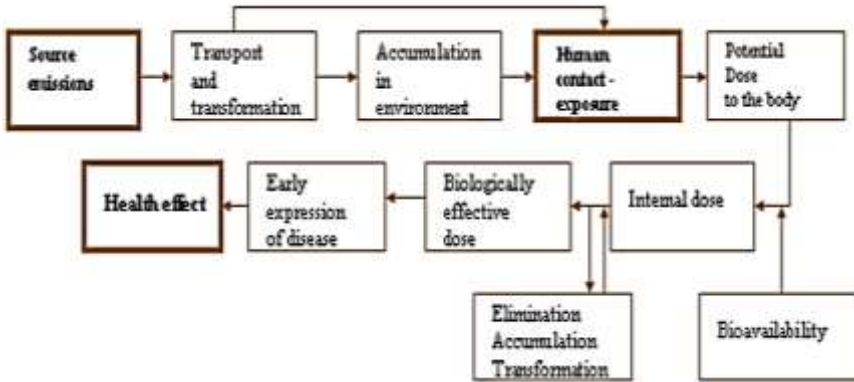 Source
emissions
Transport
and
transformation
Accumulation
in
environment
Human
contact -
exposure
Potential
Dose
to the body
Health effect
Early
expression
of disease
Biologically
effective
dose
Internal dose
Elimination
Accumulation
Transformation
Bioavailability